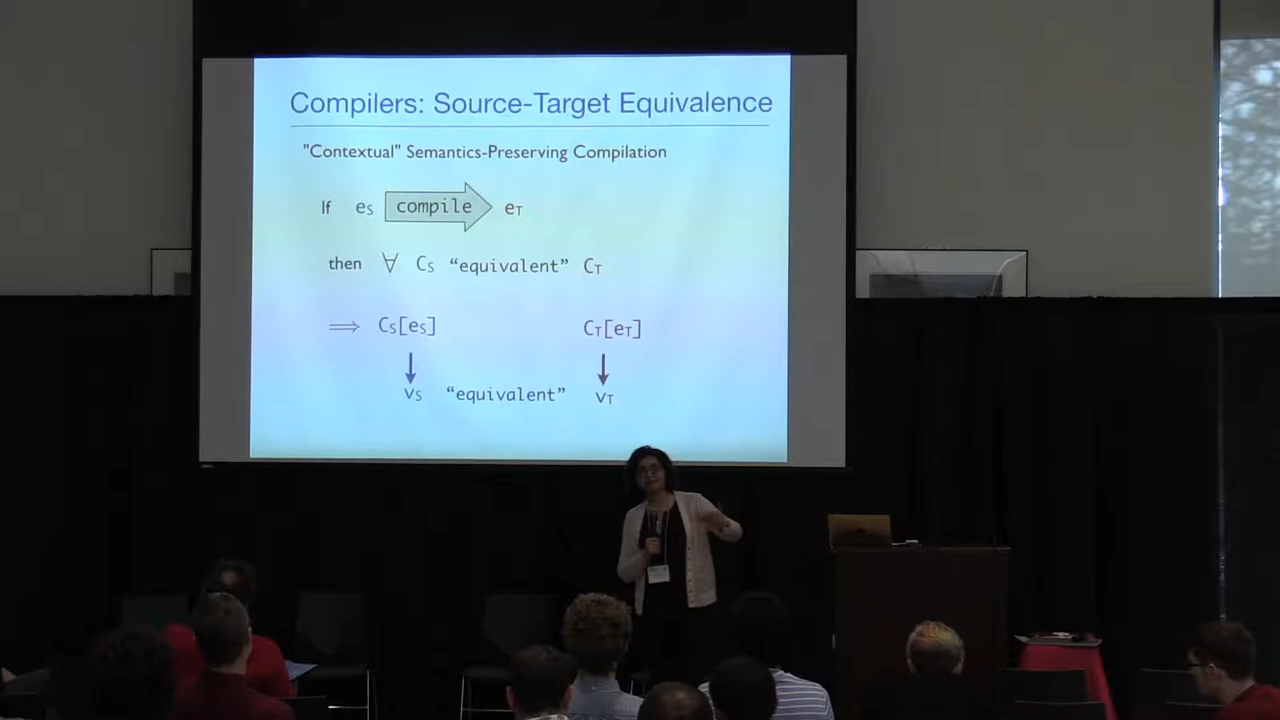 Compilers: Source-Target Equivalence
"Contextual" Semantics-Preserving Compilation
If eS compile eT
then ∀ CS “equivalent” CT
⟹ CS[eS] CT[eT]
vS “equivalent” vT